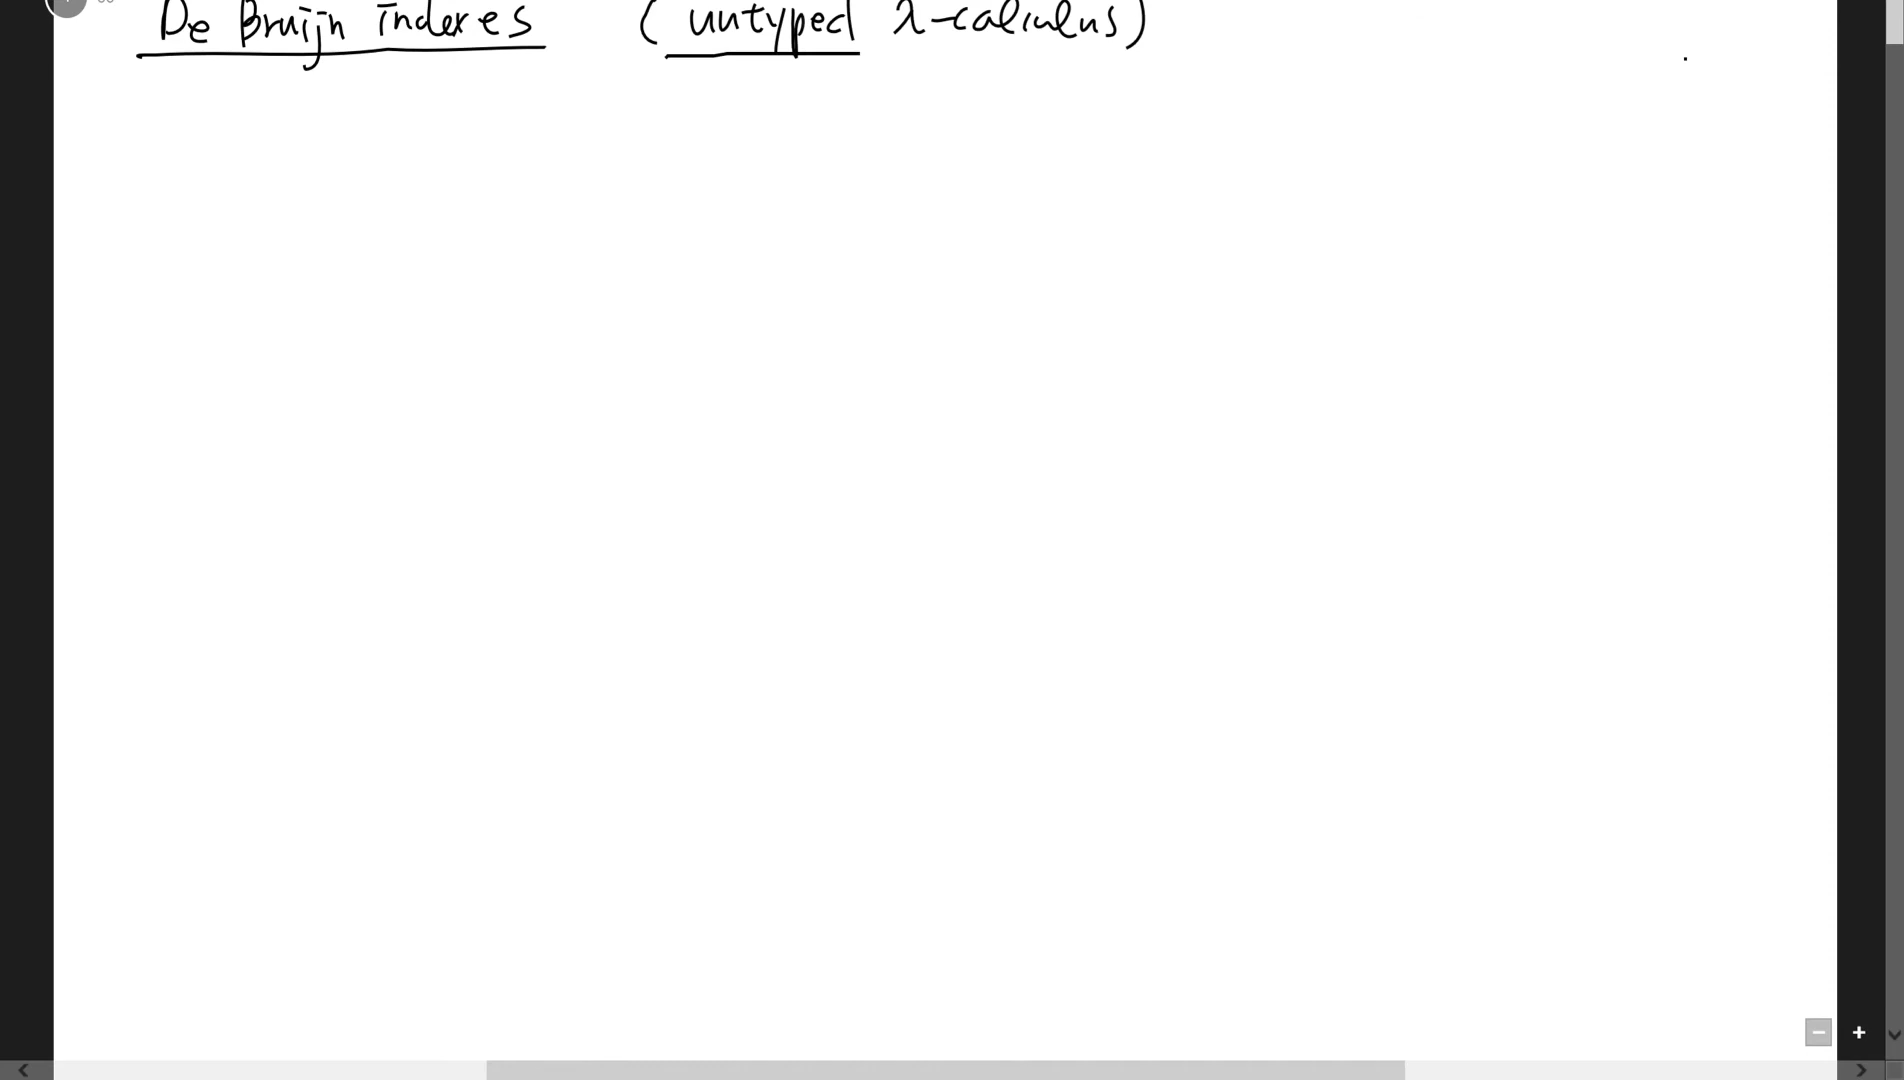 De Bruijn indexes (untyped λ-calculus)